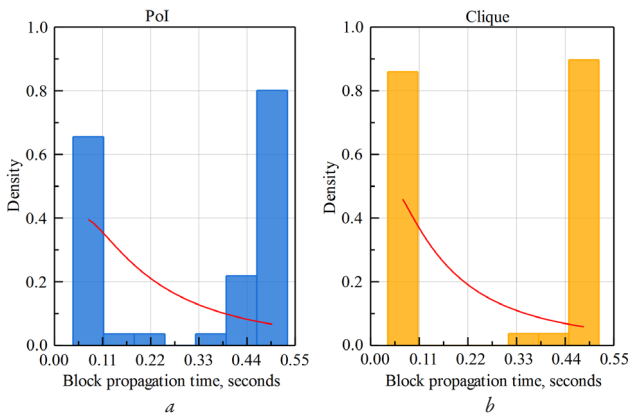 PoI
Clique
Density
1.0
0.8
0.6
0.4
0.2
0.0
0.00 0.11 0.22 0.33 0.44 0.55
Block propagation time, seconds
a
Density
1.0
0.8
0.6
0.4
0.2
0.0
0.00 0.11 0.22 0.33 0.44 0.55
Block propagation time, seconds
b